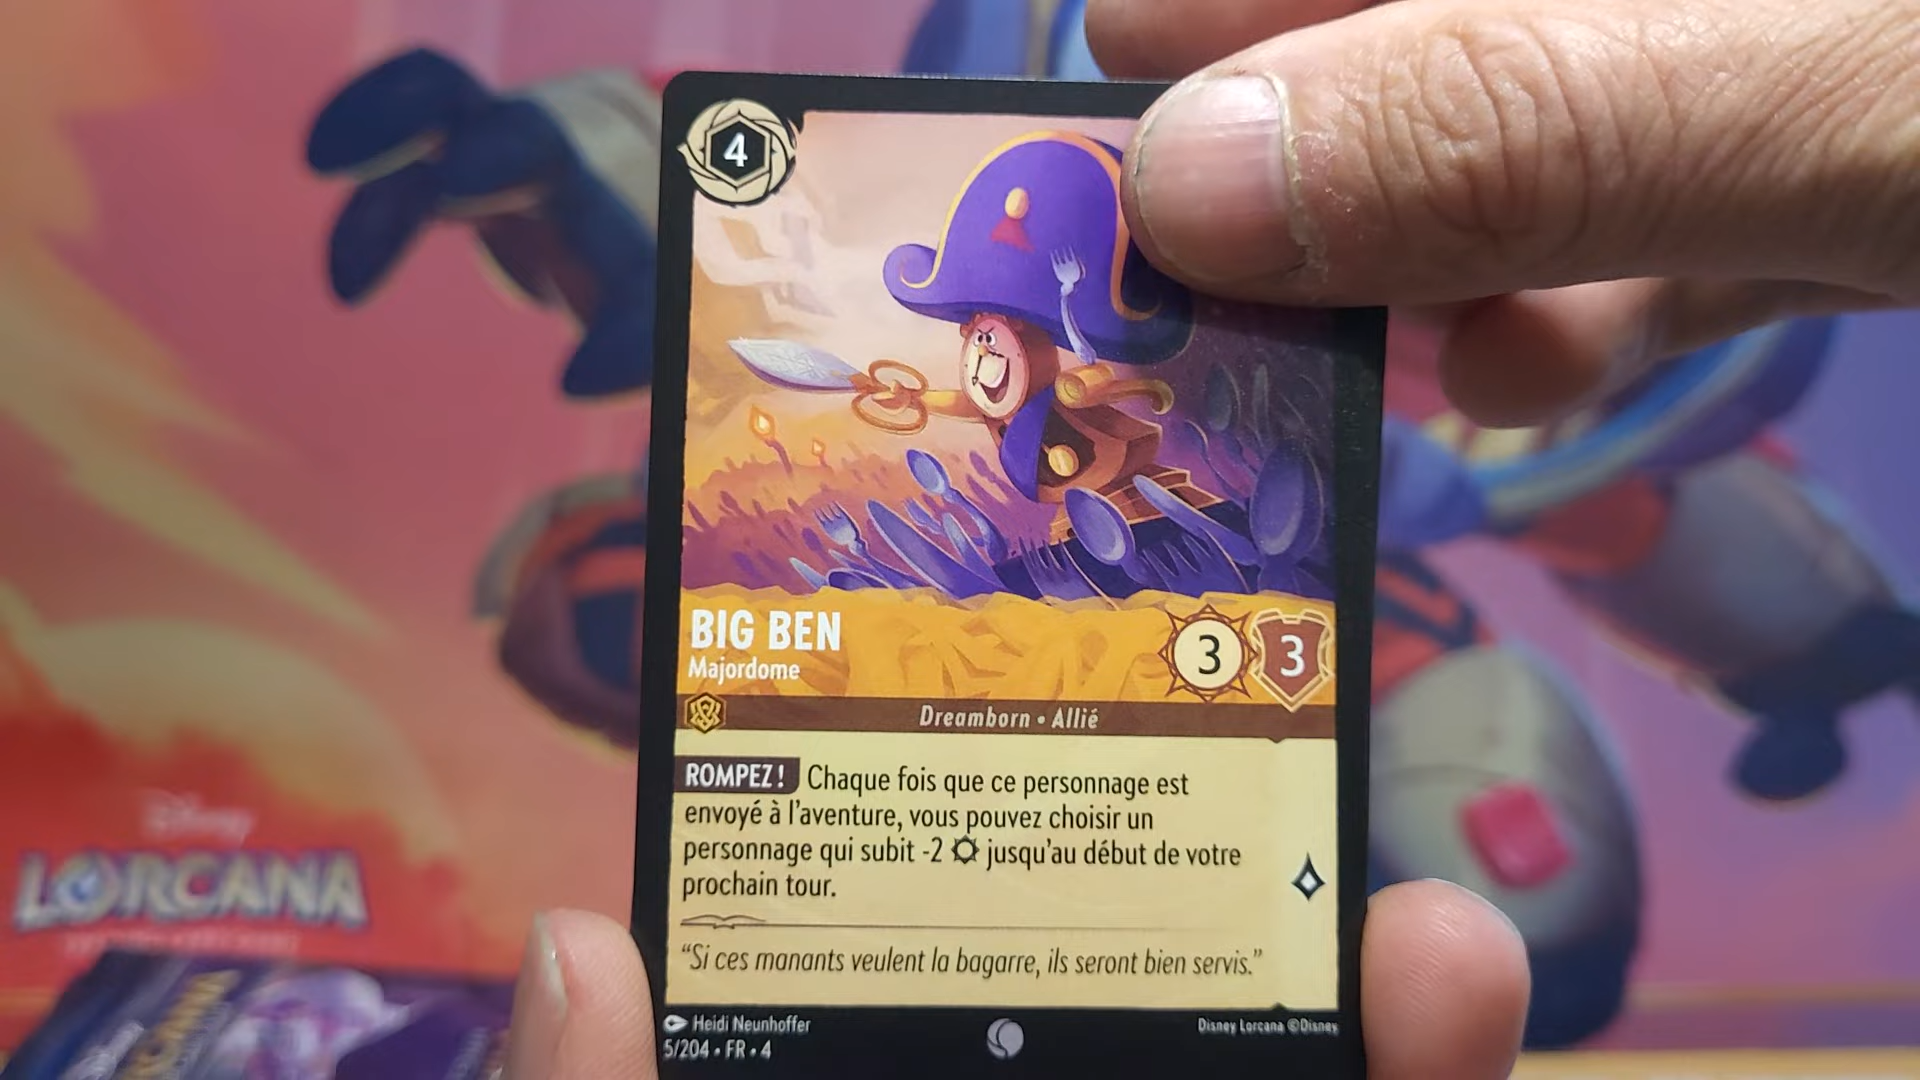 4
BIG BEN
Majordome
3 3
Dreamborn • Allié
ROMPEZ ! Chaque fois que ce personnage est
envoyé à l'aventure, vous pouvez choisir un
personnage qui subit -2 jusqu'au début de votre
prochain tour.
“Si ces manants veulent la bagarre, ils seront bien servis.”
Heidi Neunhoffer
Disney Lorcana ©Disney
5/204 • FR • 4
Disney
LORCANA
LORCANA